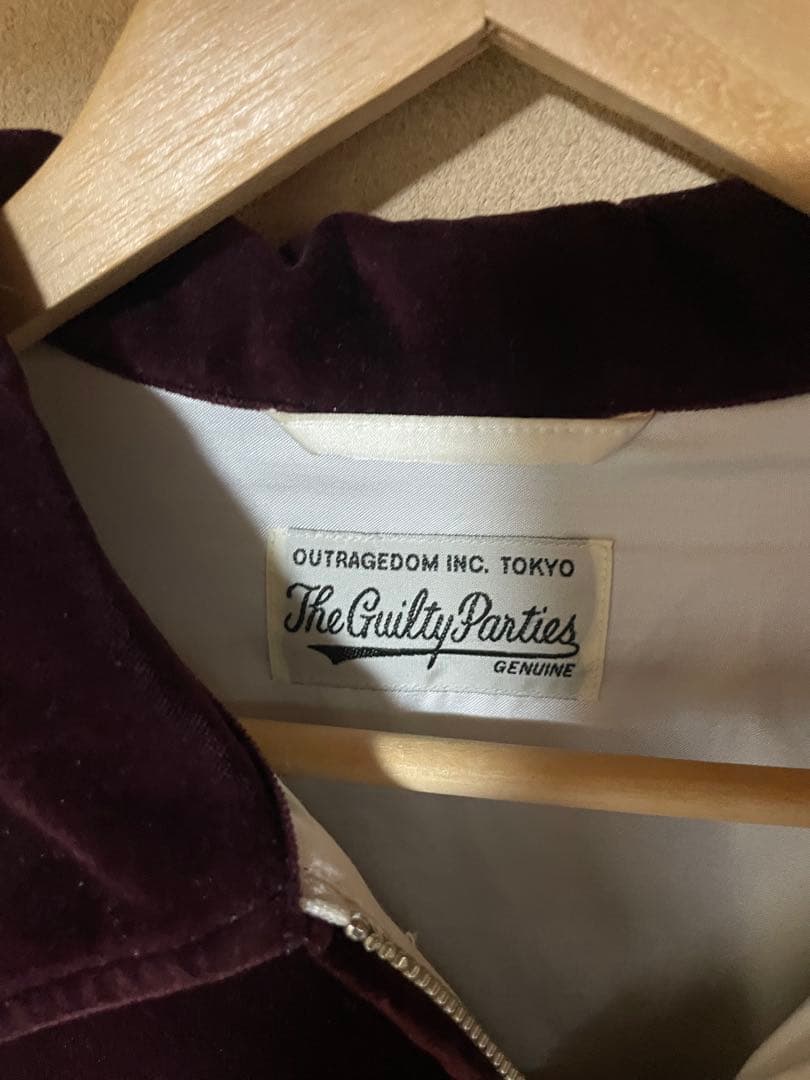 OUTRAGEDOM INC. TOKYO
The Guilty Parties
GENUINE